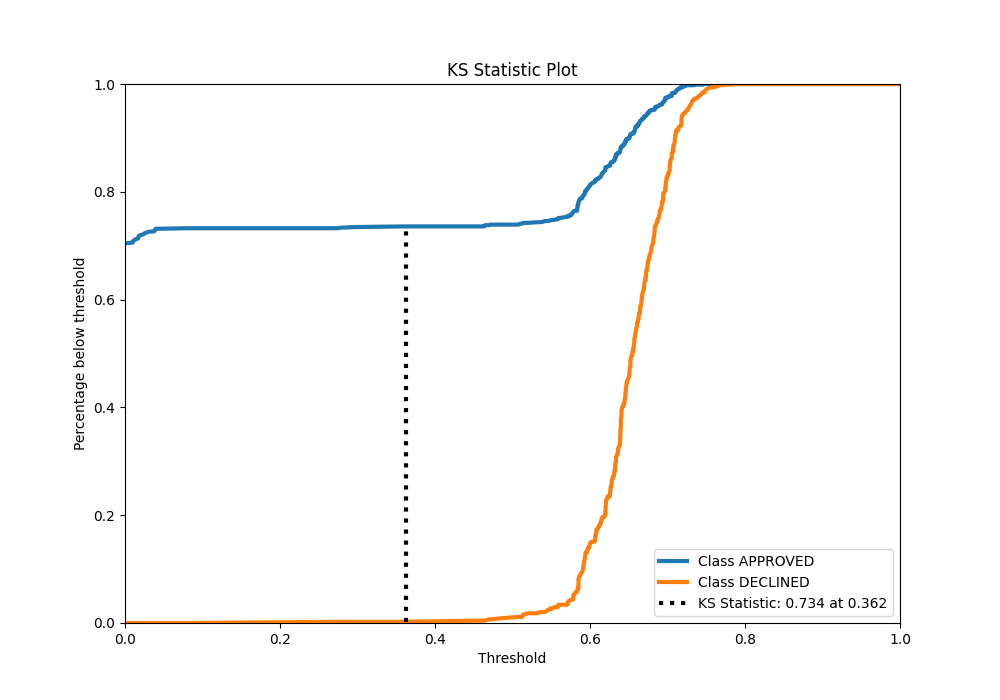 KS Statistic Plot
1.0
0.8
0.6
0.4
0.2
0.0
Percentage below threshold
0.0 0.2 0.4 0.6 0.8 1.0
Threshold
Class APPROVED
Class DECLINED
KS Statistic: 0.734 at 0.362